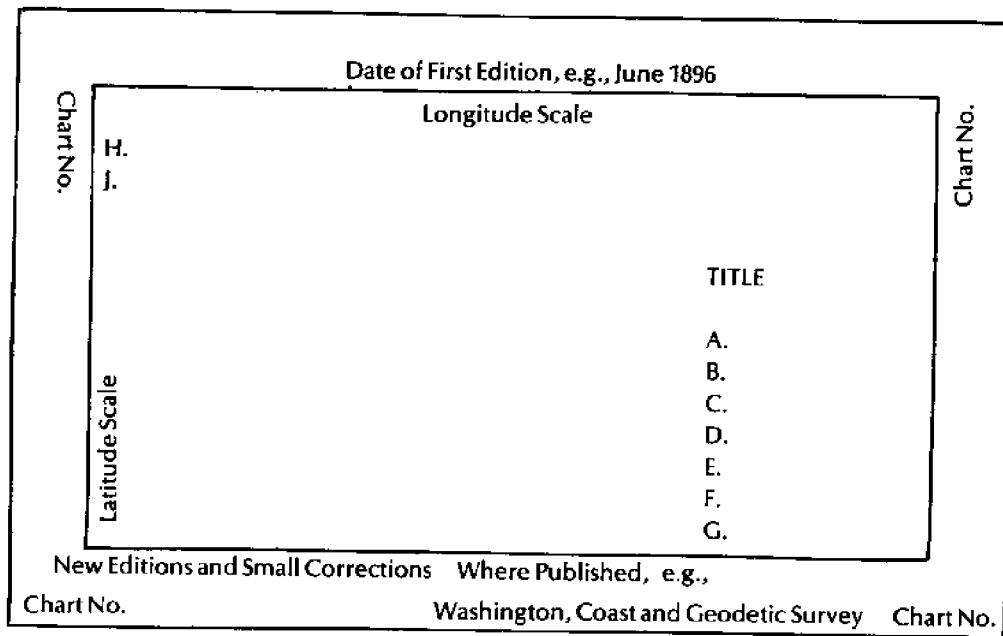 Date of First Edition, e.g., June 1896
Chart No.
Longitude Scale
Chart No.
H.
J.
TITLE
A.
B.
C.
D.
E.
F.
G.
Latitude Scale
New Editions and Small Corrections Where Published, e.g.,
Chart No.
Washington, Coast and Geodetic Survey
Chart No.